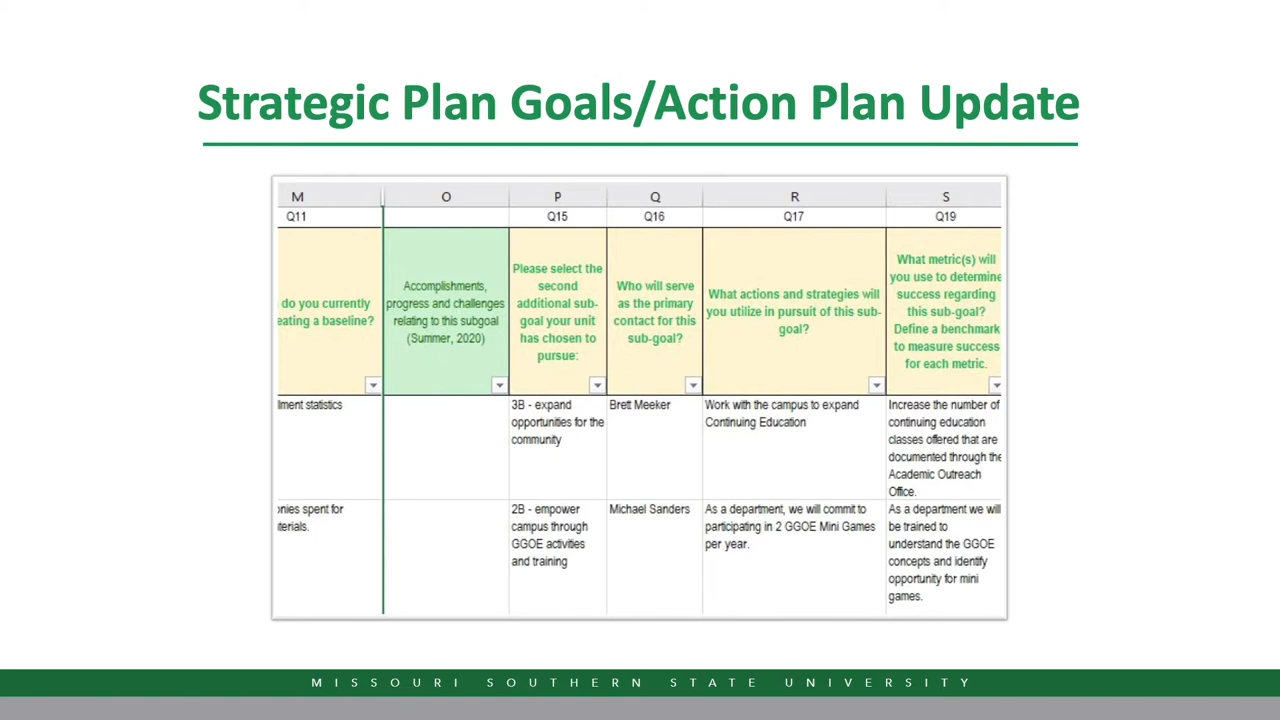 Strategic Plan Goals/Action Plan Update
M O P Q R S
Q11 Q15 Q16 Q17 Q19
do you currently
eating a baseline?
Accomplishments,
progress and challenges
relating to this subgoal
(Summer, 2020)
Please select the
second
additional sub-
goal your unit
has chosen to
pursue:
Who will serve
as the primary
contact for this
sub-goal?
What actions and strategies will
you utilize in pursuit of this sub-
goal?
What metric(s) will
you use to determine
success regarding
this sub-goal?
Define a benchmark
to measure success
for each metric.
lment statistics
3B - expand
opportunities for the
community
Brett Meeker
Work with the campus to expand
Continuing Education
Increase the number of
continuing education
classes offered that are
documented through the
Academic Outreach
Office.
onies spent for
terials.
2B - empower
campus through
GGOE activities
and training
Michael Sanders
As a department, we will commit to
participating in 2 GGOE Mini Games
per year.
As a department we will
be trained to
understand the GGOE
concepts and identify
opportunity for mini
games.
MISSOURI SOUTHERN STATE UNIVERSITY